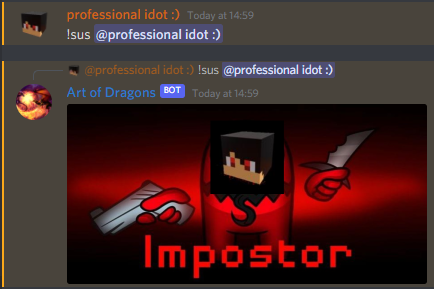 professional idot :) Today at 14:59
!sus @professional idot :)
@professional idot :) !sus @professional idot :)
Art of Dragons BOT Today at 14:59
Impostor